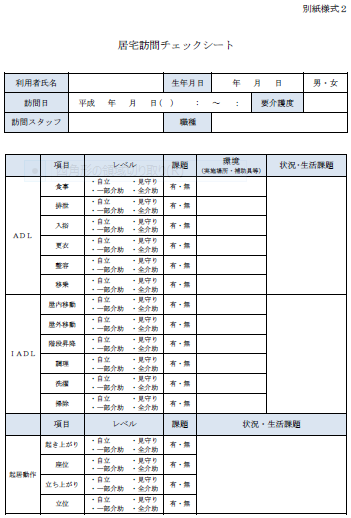 別紙様式2
居宅訪問チェックシート
利用者氏名 生年月日 年 月 日 男・女
訪問日 平成 年 月 日( ) : ～ : 要介護度
訪問スタッフ 職種
項目 レベル 課題 環境 (実施場所・補助具等) 状況・生活課題
ADL
食事 ・自立 ・見守り ・一部介助 ・全介助 有・無
排泄 ・自立 ・見守り ・一部介助 ・全介助 有・無
入浴 ・自立 ・見守り ・一部介助 ・全介助 有・無
更衣 ・自立 ・見守り ・一部介助 ・全介助 有・無
整容 ・自立 ・見守り ・一部介助 ・全介助 有・無
移乗 ・自立 ・見守り ・一部介助 ・全介助 有・無
IADL
屋内移動 ・自立 ・見守り ・一部介助 ・全介助 有・無
屋外移動 ・自立 ・見守り ・一部介助 ・全介助 有・無
階段昇降 ・自立 ・見守り ・一部介助 ・全介助 有・無
調理 ・自立 ・見守り ・一部介助 ・全介助 有・無
洗濯 ・自立 ・見守り ・一部介助 ・全介助 有・無
掃除 ・自立 ・見守り ・一部介助 ・全介助 有・無
項目 レベル 課題 状況・生活課題
起居動作
起き上がり ・自立 ・見守り ・一部介助 ・全介助 有・無
座位 ・自立 ・見守り ・一部介助 ・全介助 有・無
立ち上がり ・自立 ・見守り ・一部介助 ・全介助 有・無
立位 ・自立 ・見守り ・一部介助 ・全介助 有・無